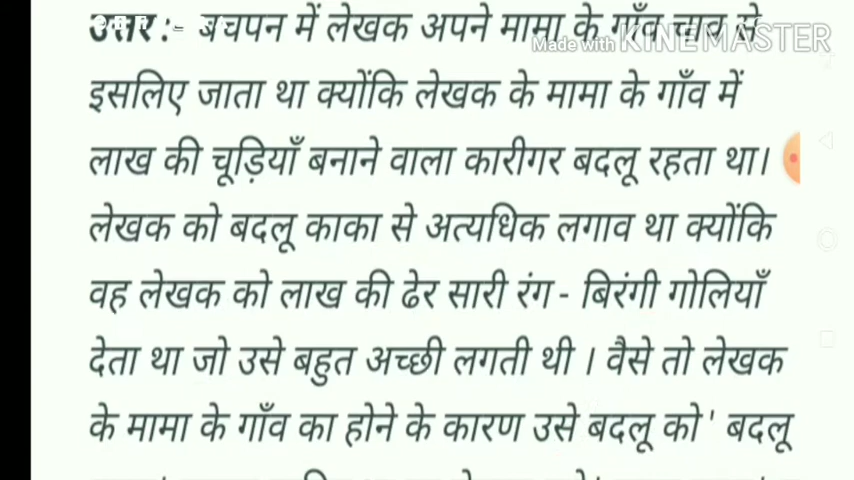 उत्तर :- बचपन में लेखक अपने मामा के गाँव चाव से
Made with KINEMASTER
इसलिए जाता था क्योंकि लेखक के मामा के गाँव में
लाख की चूड़ियाँ बनाने वाला कारीगर बदलू रहता था।
लेखक को बदलू काका से अत्यधिक लगाव था क्योंकि
वह लेखक को लाख की ढेर सारी रंग - बिरंगी गोलियाँ
देता था जो उसे बहुत अच्छी लगती थी । वैसे तो लेखक
के मामा के गाँव का होने के कारण उसे बदलू को ' बदलू